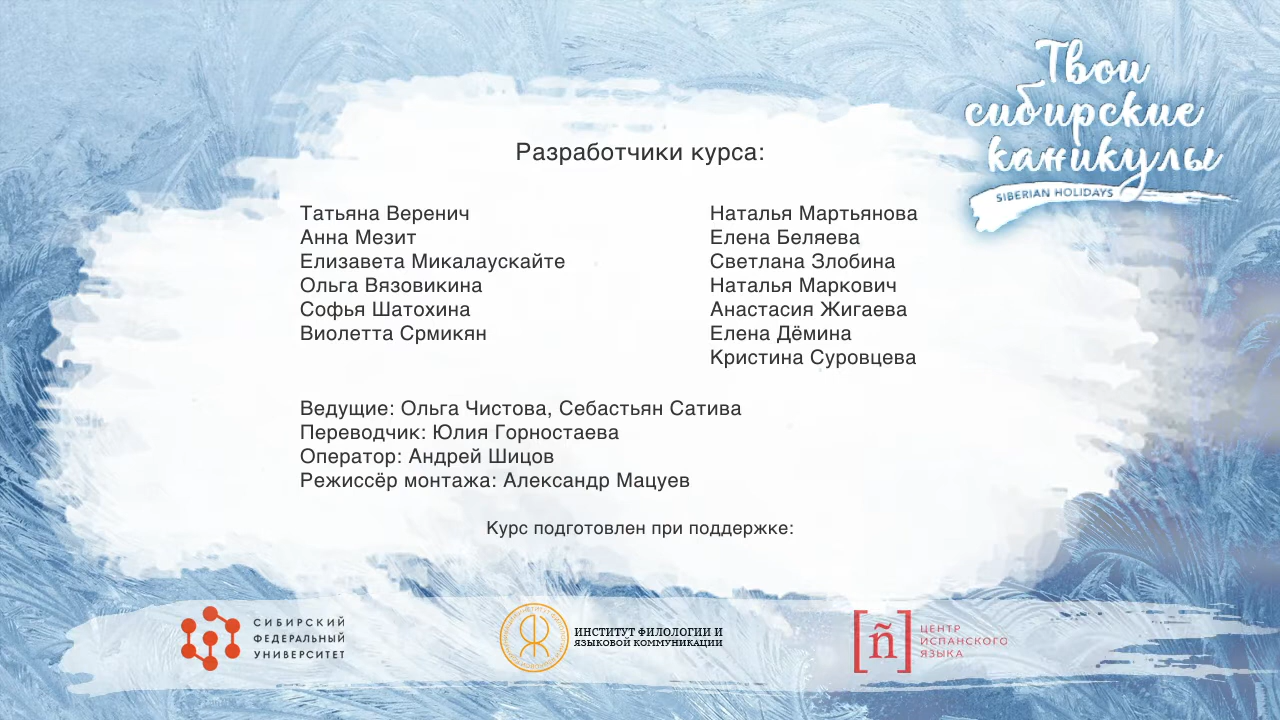 Твои
сибирские
каникулы
SIBERIAN HOLIDAYS
Разработчики курса:
Татьяна Веренич
Анна Мезит
Елизавета Микалаускайте
Ольга Вязовикина
Софья Шатохина
Виолетта Срмикян
Наталья Мартьянова
Елена Беляева
Светлана Злобина
Наталья Маркович
Анастасия Жигаева
Елена Дёмина
Кристина Суровцева
Ведущие: Ольга Чистова, Себастьян Сатива
Переводчик: Юлия Горностаева
Оператор: Андрей Шицов
Режиссёр монтажа: Александр Мацуев
Курс подготовлен при поддержке:
СИБИРСКИЙ
ФЕДЕРАЛЬНЫЙ
УНИВЕРСИТЕТ
ИНСТИТУТ ФИЛОЛОГИИ И
ЯЗЫКОВОЙ КОММУНИКАЦИИ
[ñ]
ЦЕНТР
ИСПАНСКОГО
ЯЗЫКА